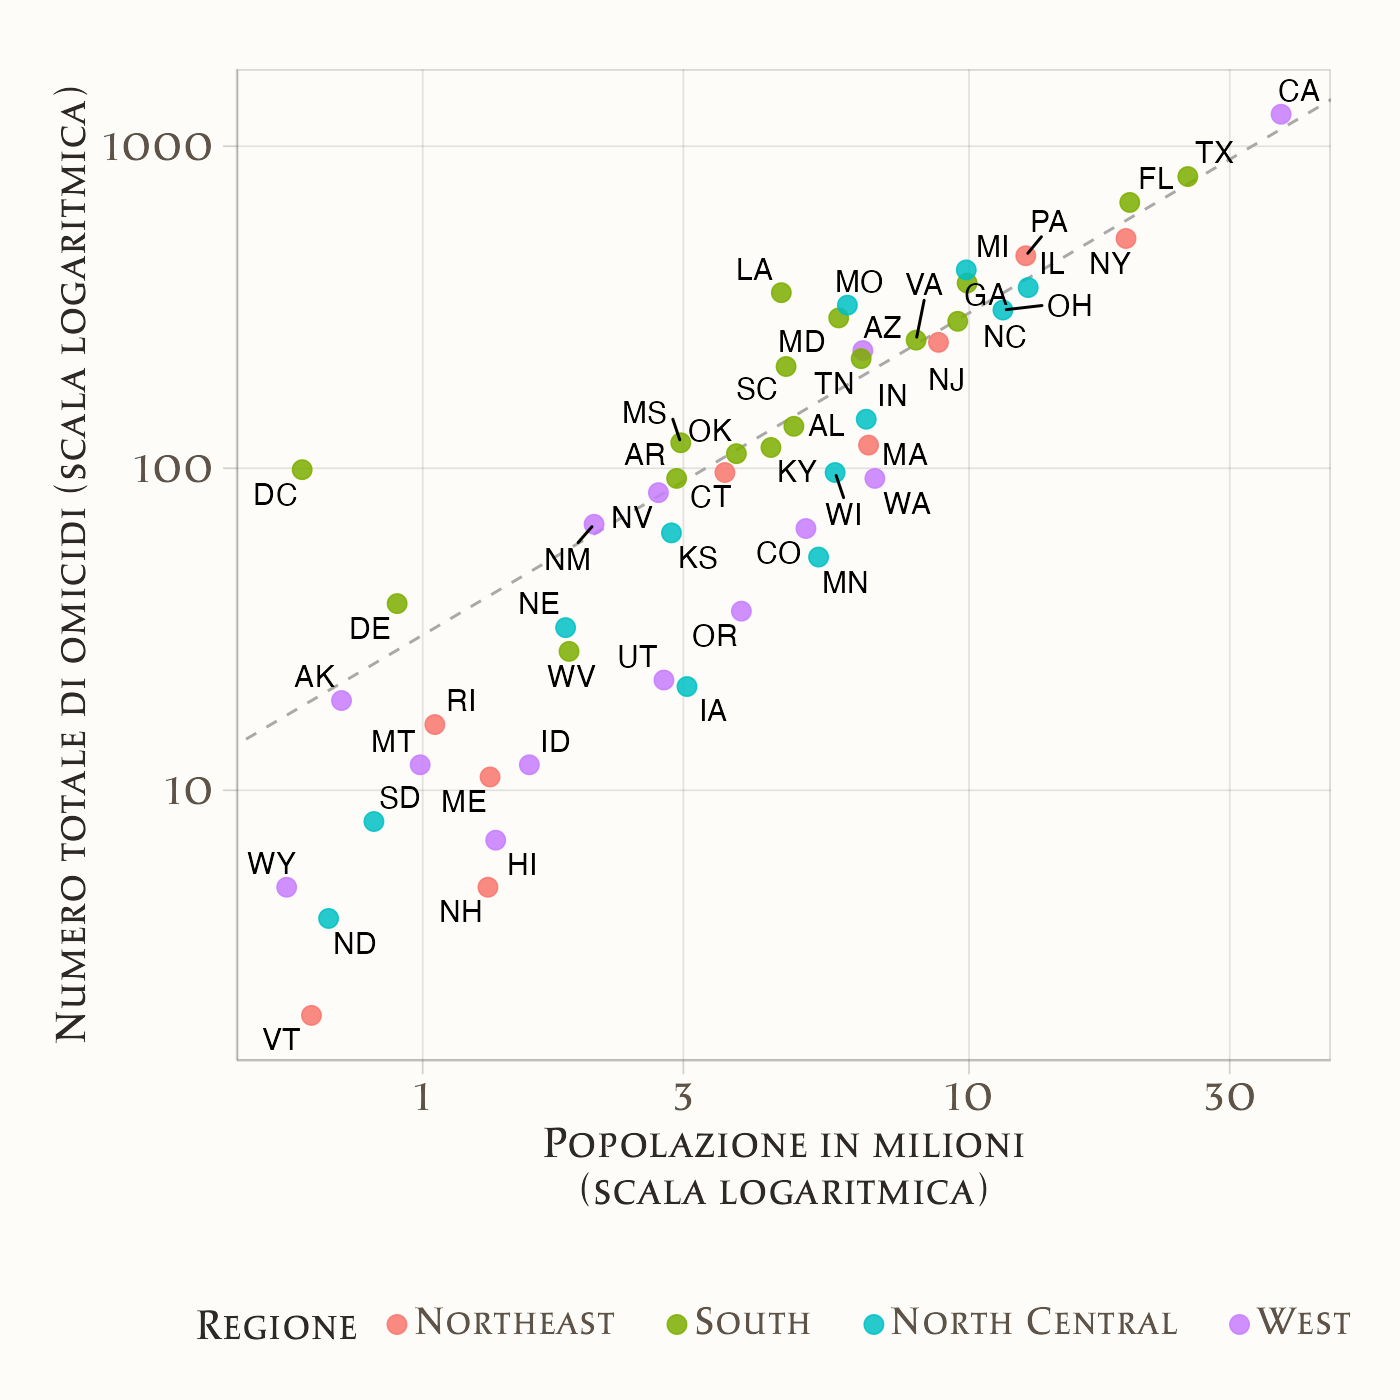 Numero totale di omicidi (scala logaritmica)
1000
100
10
CA
TX
FL
PA
MI
IL
NY
LA
MO
VA
GA
OH
AZ
NC
MD
TN
NJ
SC
IN
MS
OK
AL
AR
KY
MA
DC
CT
WA
NV
WI
NM
CO
KS
MN
NE
DE
OR
UT
WV
AK
RI
IA
MT
ID
SD
ME
WY
HI
NH
ND
VT
1 3 10 30
Popolazione in milioni
(scala logaritmica)
Regione Northeast South North Central West